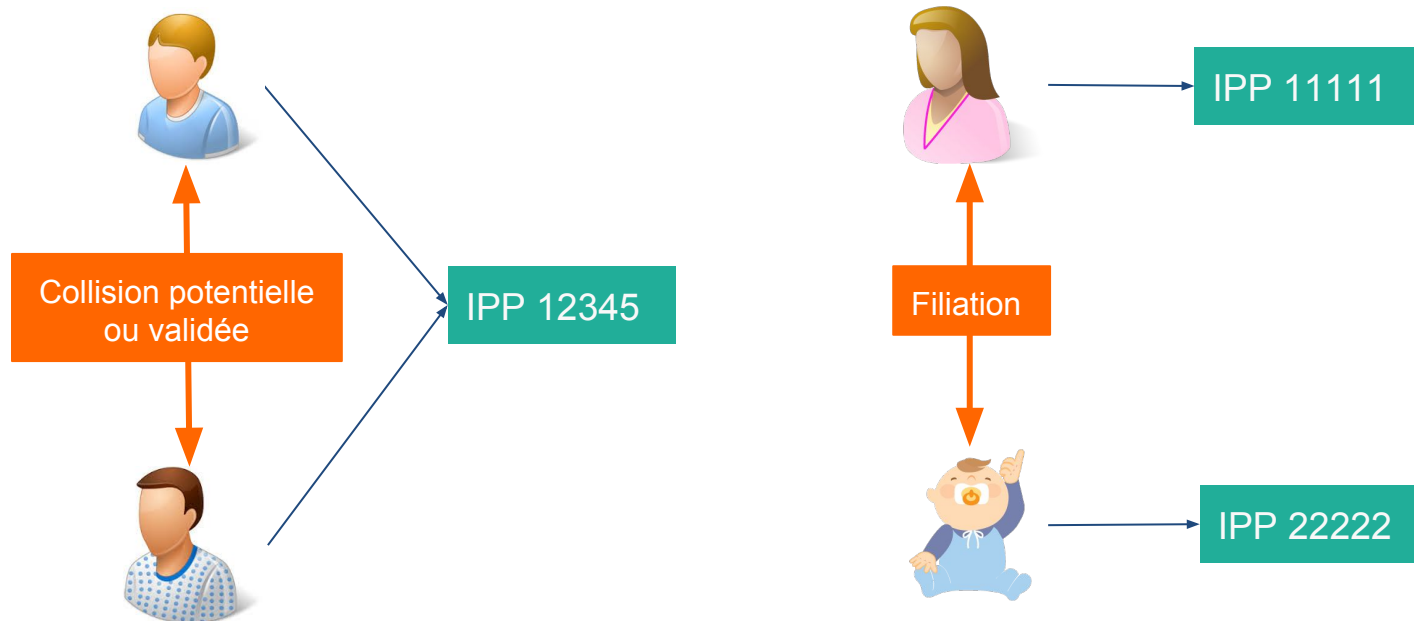 Collision potentielle
ou validée
IPP 12345
IPP 11111
Filiation
IPP 22222